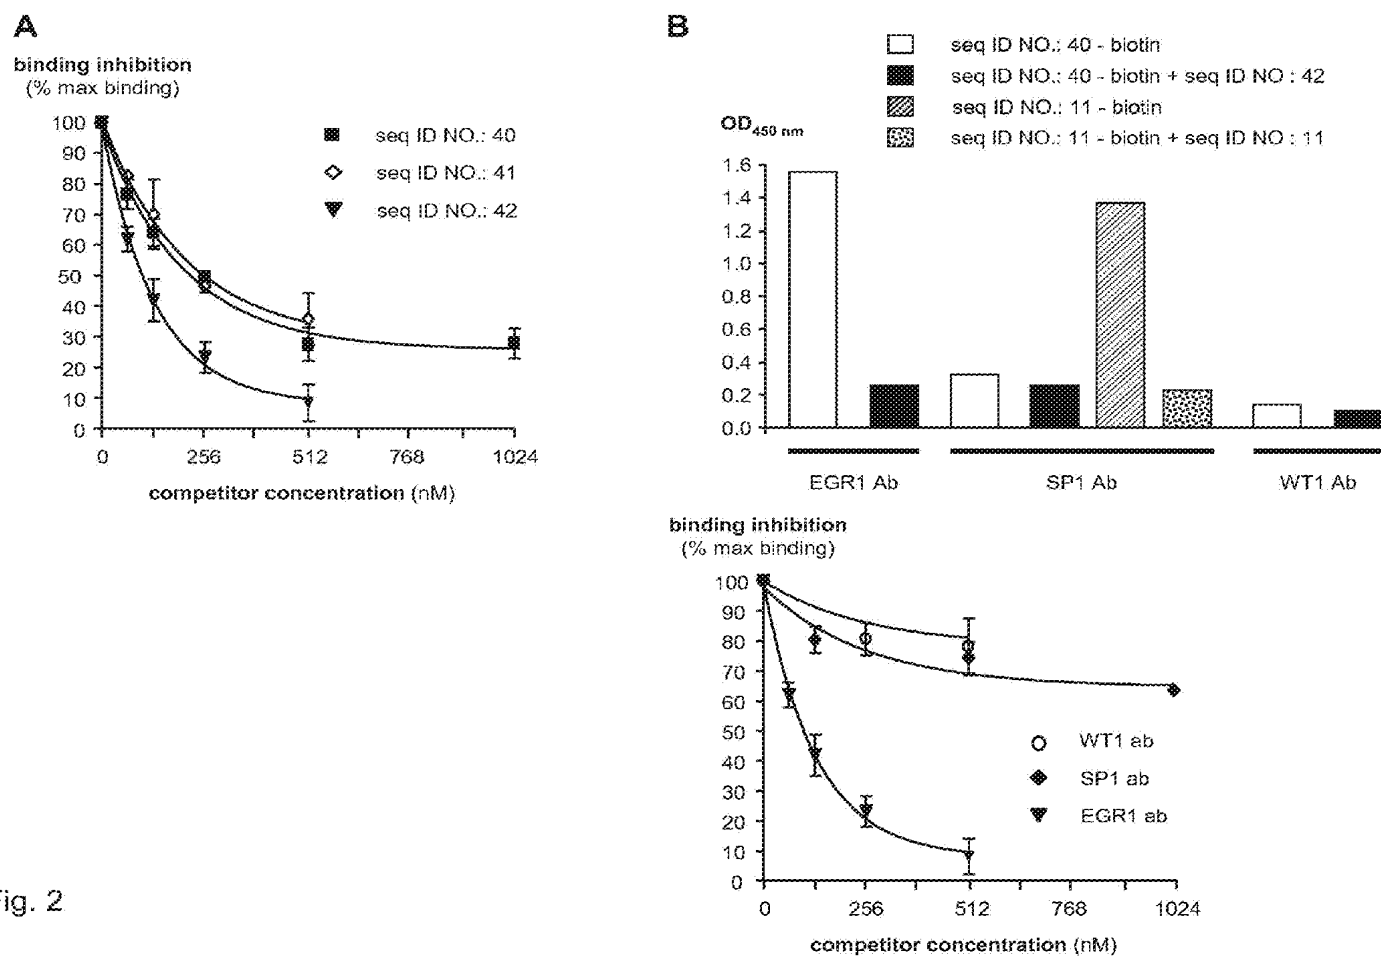 A
binding inhibition
(% max binding)
100
90
80
70
60
50
40
30
20
10
0
seq ID NO.: 40
seq ID NO.: 41
seq ID NO.: 42
0 256 512 768 1024
competitor concentration (nM)
B
seq ID NO.: 40 - biotin
seq ID NO.: 40 - biotin + seq ID NO : 42
seq ID NO.: 11 - biotin
seq ID NO.: 11 - biotin + seq ID NO : 11
OD450 nm
1.6
1.4
1.2
1.0
0.8
0.6
0.4
0.2
0.0
EGR1 Ab SP1 Ab WT1 Ab
binding inhibition
(% max binding)
100
90
80
70
60
50
40
30
20
10
0
WT1 ab
SP1 ab
EGR1 ab
0 256 512 768 1024
competitor concentration (nM)
ig. 2